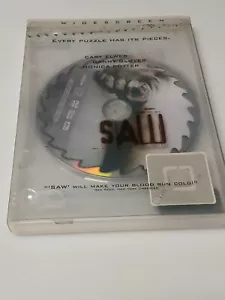 WIDESCREEN
EVERY PUZZLE HAS ITS PIECES.
CARY ELWES
DANNY GLOVER
MONICA POTTER
SAW
"'SAW' WILL MAKE YOUR BLOOD RUN COLD!"